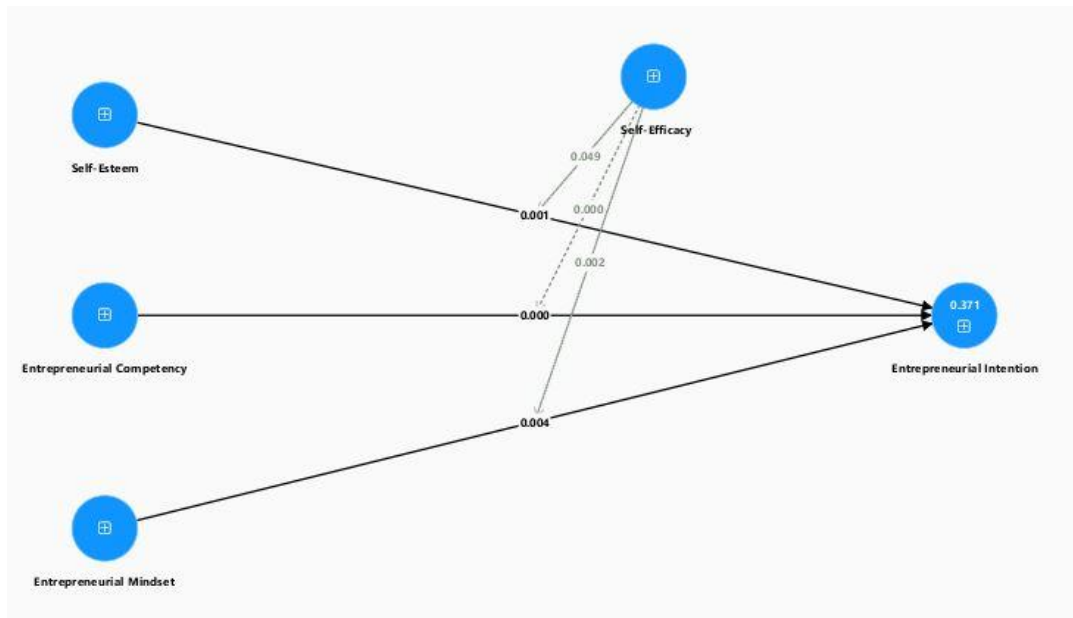 Self-Esteem
Self-Efficacy
0.049
0.001
0.000
0.002
0.371
0.000
Entrepreneurial Competency
Entrepreneurial Intention
0.004
Entrepreneurial Mindset